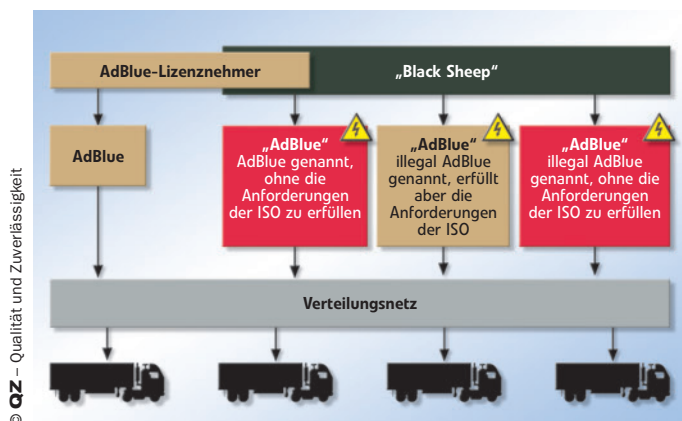 AdBlue-Lizenznehmer
„Black Sheep“
AdBlue
„AdBlue“
AdBlue genannt,
ohne die
Anforderungen
der ISO zu erfüllen
„AdBlue“
illegal AdBlue
genannt, erfüllt
aber die
Anforderungen
der ISO
„AdBlue“
illegal AdBlue
genannt, ohne die
Anforderungen
der ISO zu erfüllen
Verteilungsnetz
© QZ – Qualität und Zuverlässigkeit